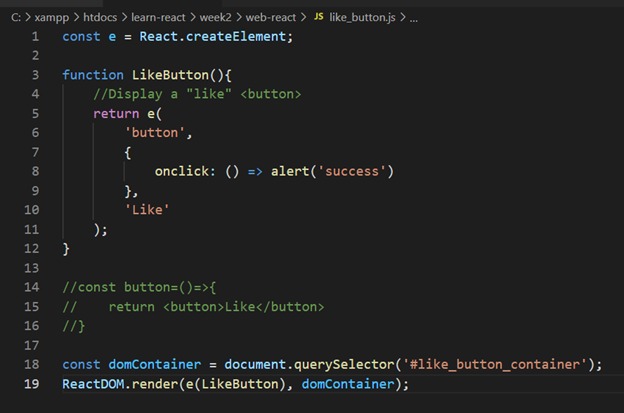 C: > xampp > htdocs > learn-react > week2 > web-react > JS like_button.js > ...
1 const e = React.createElement;
2
3 function LikeButton(){
4     //Display a "like" <button>
5     return e(
6         'button',
7         {
8             onclick: () => alert('success')
9         },
10         'Like'
11     );
12 }
13
14 //const button=()=>{
15 //    return <button>Like</button>
16 //}
17
18 const domContainer = document.querySelector('#like_button_container');
19 ReactDOM.render(e(LikeButton), domContainer);